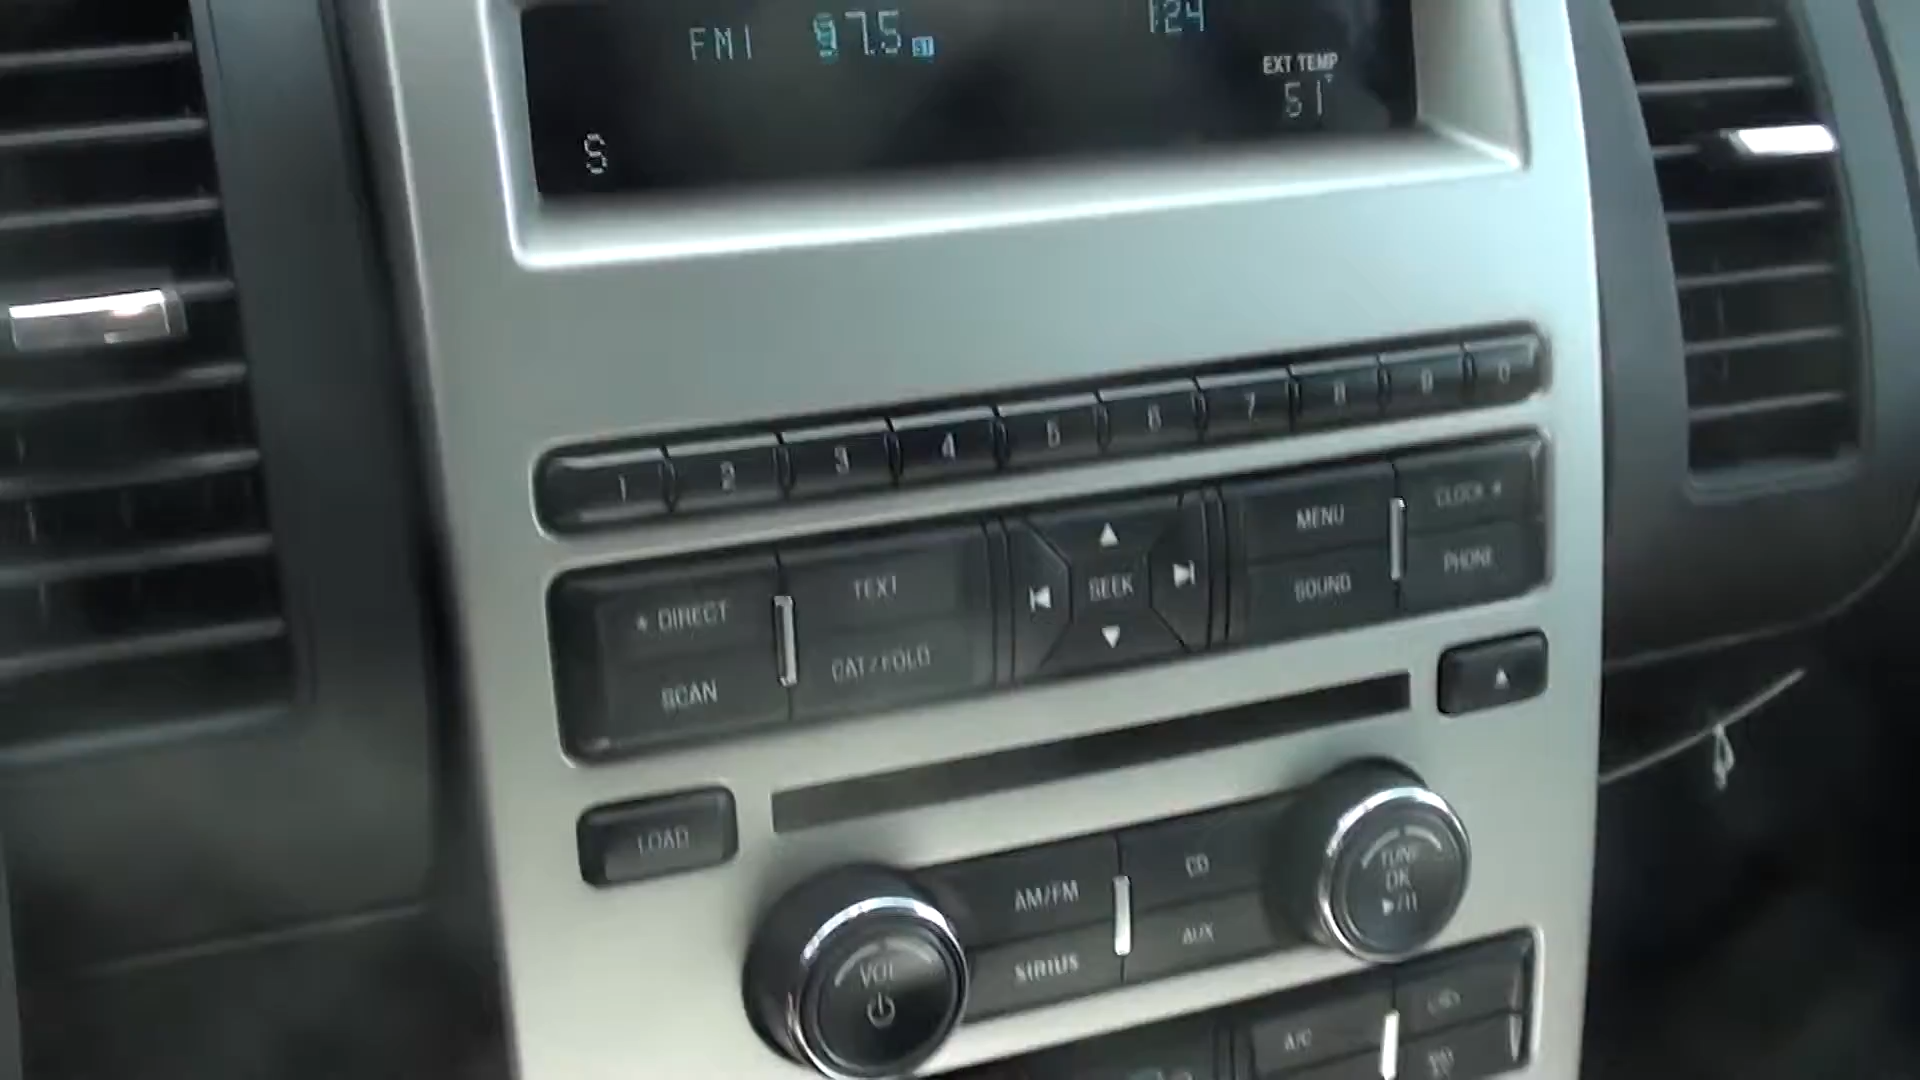 FM1 97.5 ST
1:24
EXT TEMP
51°
S
1 2 3 4 5 6 7 8 9 0
* DIRECT
TEXT
SEEK
MENU
CLOCK *
SCAN
CAT/FOLD
SOUND
PHONE
LOAD
VOL
AM/FM
CD
SIRIUS
AUX
TUNE
OK
A/C